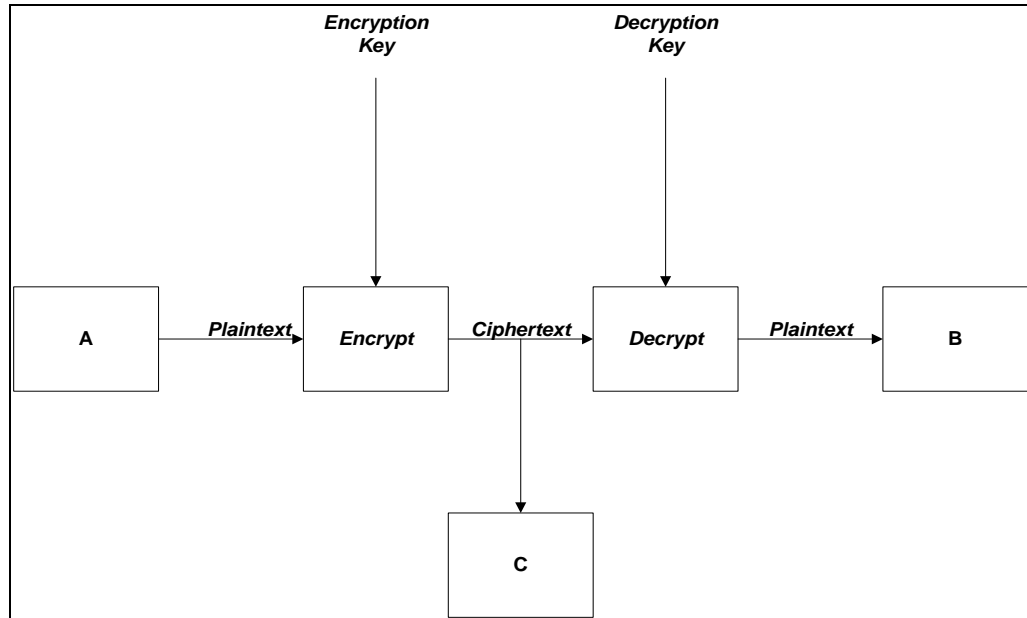 Encryption
Key
Decryption
Key
A
Plaintext
Encrypt
Ciphertext
Decrypt
Plaintext
B
C